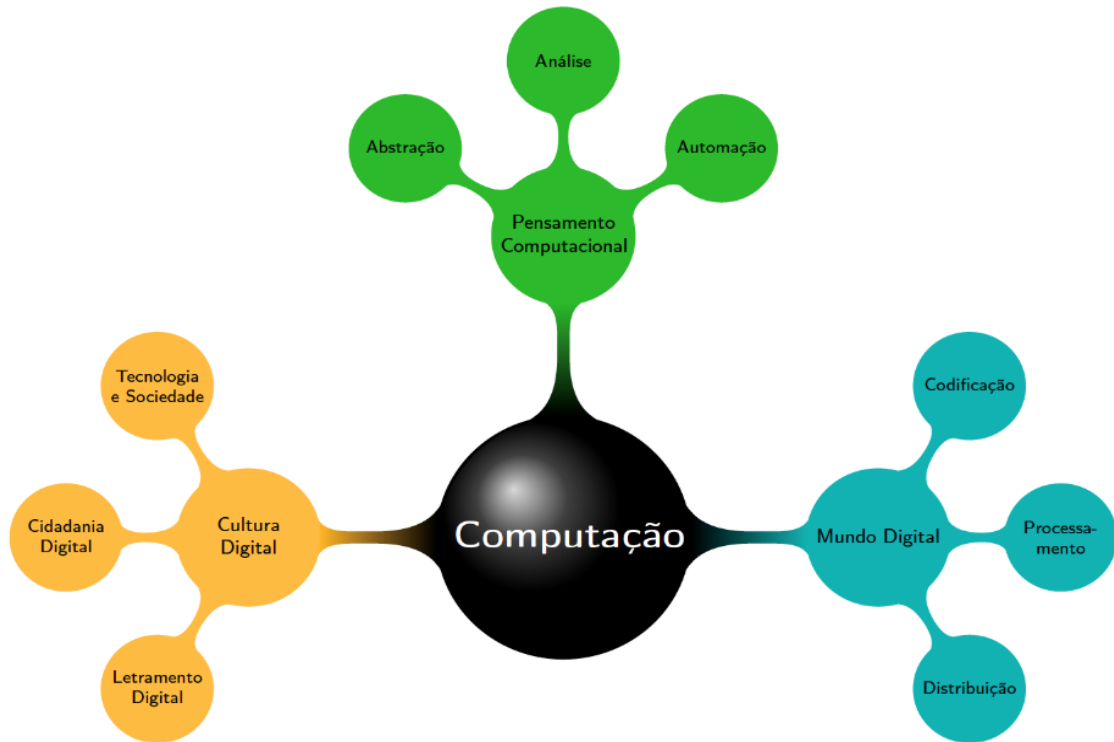 Análise
Abstração
Automação
Pensamento
Computacional
Tecnologia
e Sociedade
Codificação
Cidadania
Digital
Cultura
Digital
Computação
Mundo Digital
Processa-
mento
Letramento
Digital
Distribuição